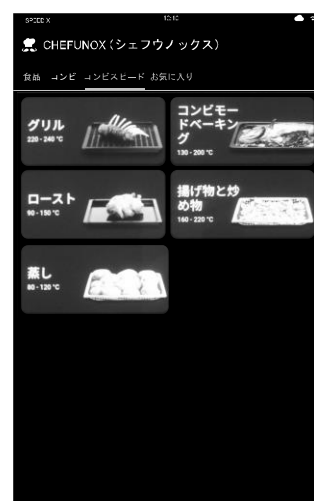 SPEED X
10:10
CHEFUNOX (シェフウノックス)
食品 コンビ コンビスピード お気に入り
グリル
220 - 240 °C
コンビモー
ドベーキン
グ
130 - 200 °C
ロースト
90 - 150 °C
揚げ物と炒
め物
160 - 220 °C
蒸し
80 - 120 °C